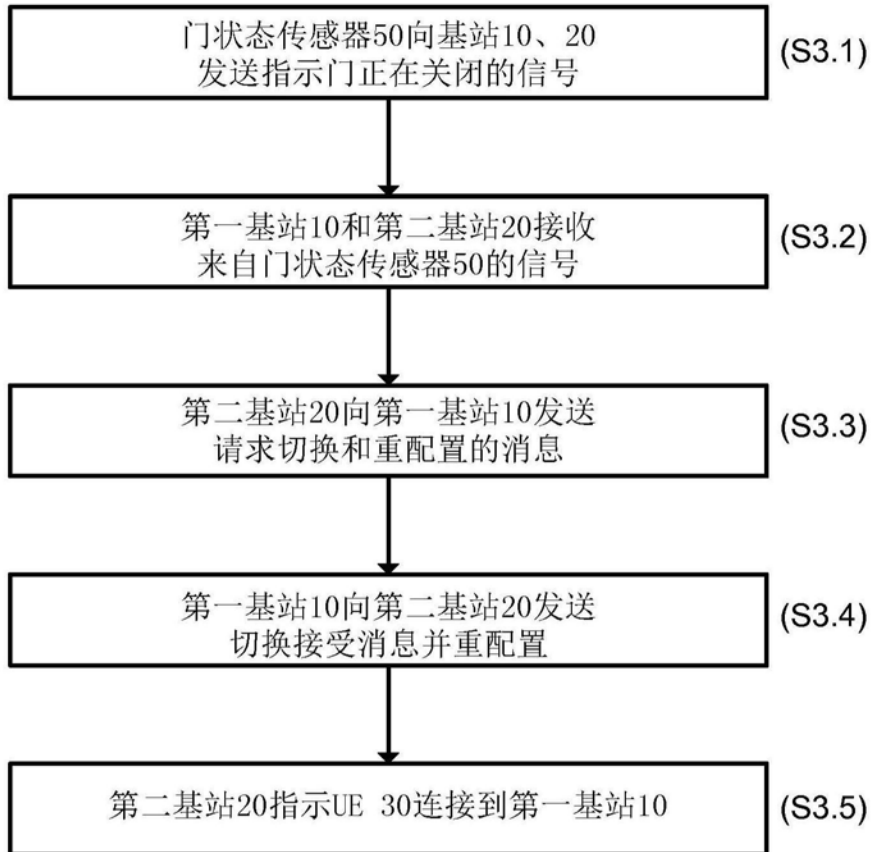 门状态传感器50向基站10、20
发送指示门正在关闭的信号
(S3.1)
第一基站10和第二基站20接收
来自门状态传感器50的信号
(S3.2)
第二基站20向第一基站10发送
请求切换和重配置的消息
(S3.3)
第一基站10向第二基站20发送
切换接受消息并重配置
(S3.4)
第二基站20指示UE 30连接到第一基站10
(S3.5)